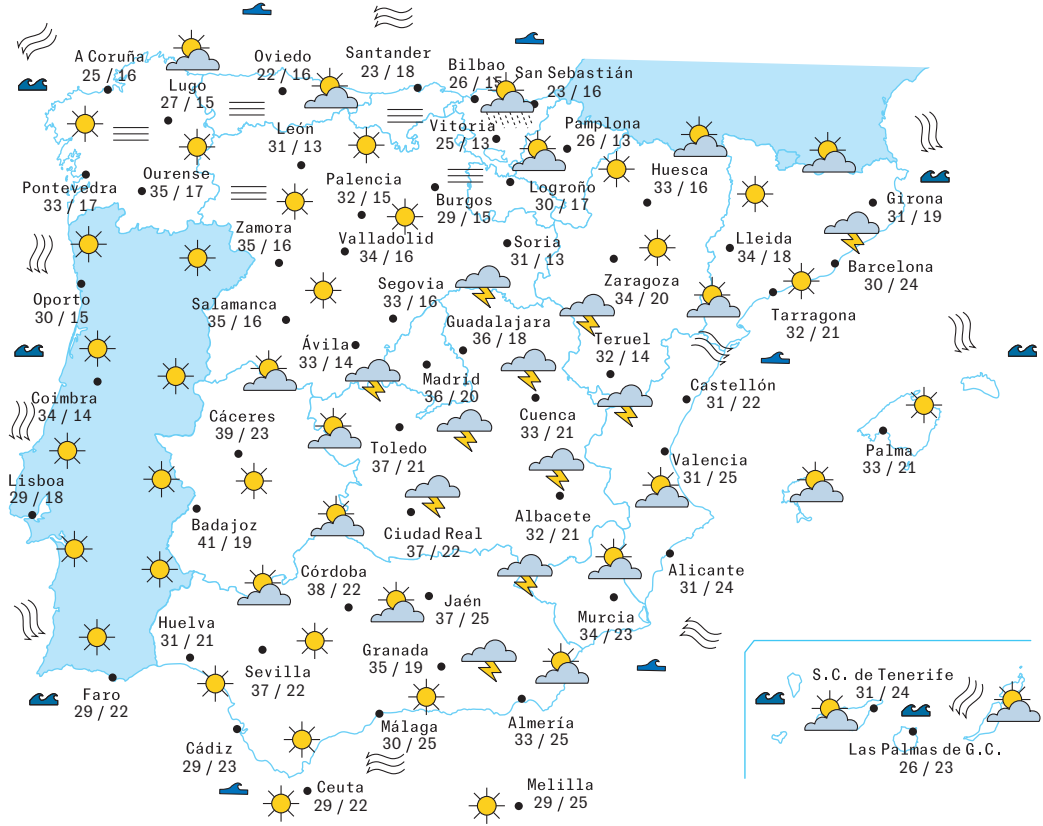 A Coruña
25 / 16
Lugo
27 / 15
Oviedo
22 / 16
Santander
23 / 18
Bilbao
26 / 15
San Sebastián
23 / 16
Vitoria
25 / 13
Pamplona
26 / 13
León
31 / 13
Pontevedra
33 / 17
Ourense
35 / 17
Palencia
32 / 15
Burgos
29 / 15
Logroño
30 / 17
Huesca
33 / 16
Girona
31 / 19
Zamora
35 / 16
Valladolid
34 / 16
Soria
31 / 13
Lleida
34 / 18
Barcelona
30 / 24
Oporto
30 / 15
Salamanca
35 / 16
Segovia
33 / 16
Zaragoza
34 / 20
Tarragona
32 / 21
Guadalajara
36 / 18
Ávila
33 / 14
Teruel
32 / 14
Madrid
36 / 20
Castellón
31 / 22
Coimbra
34 / 14
Cáceres
39 / 23
Cuenca
33 / 21
Toledo
37 / 21
Palma
33 / 21
Valencia
31 / 25
Lisboa
29 / 18
Badajoz
41 / 19
Ciudad Real
37 / 22
Albacete
32 / 21
Córdoba
38 / 22
Alicante
31 / 24
Jaén
37 / 25
Murcia
34 / 23
Huelva
31 / 21
Sevilla
37 / 22
Granada
35 / 19
S.C. de Tenerife
31 / 24
Faro
29 / 22
Cádiz
29 / 23
Málaga
30 / 25
Almería
33 / 25
Las Palmas de G.C.
26 / 23
Ceuta
29 / 22
Melilla
29 / 25